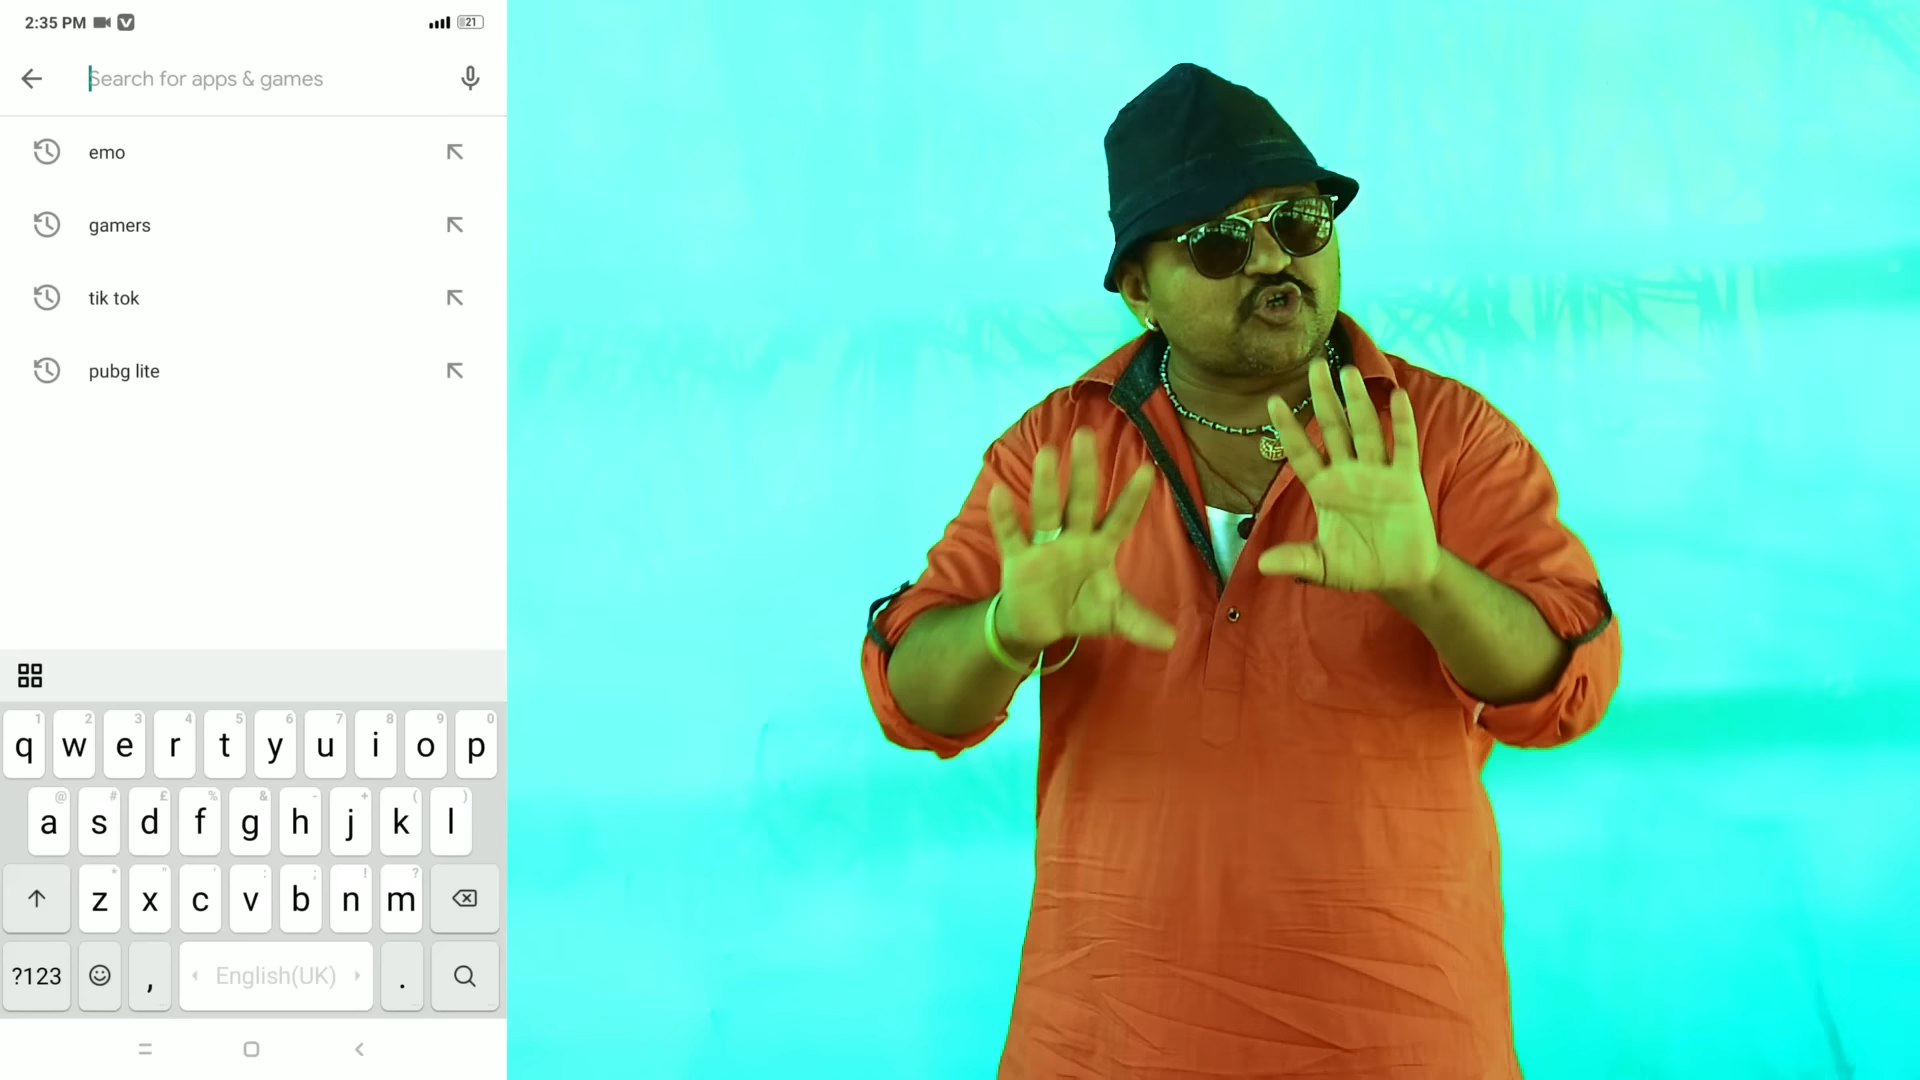 2:35 PM V 21
Search for apps & games
emo
gamers
tik tok
pubg lite
1 2 3 4 5 6 7 8 9 0
q w e r t y u i o p
@ # £ % & - + ( )
a s d f g h j k l
* " ' : ; ! ?
z x c v b n m
?123 , English(UK) .